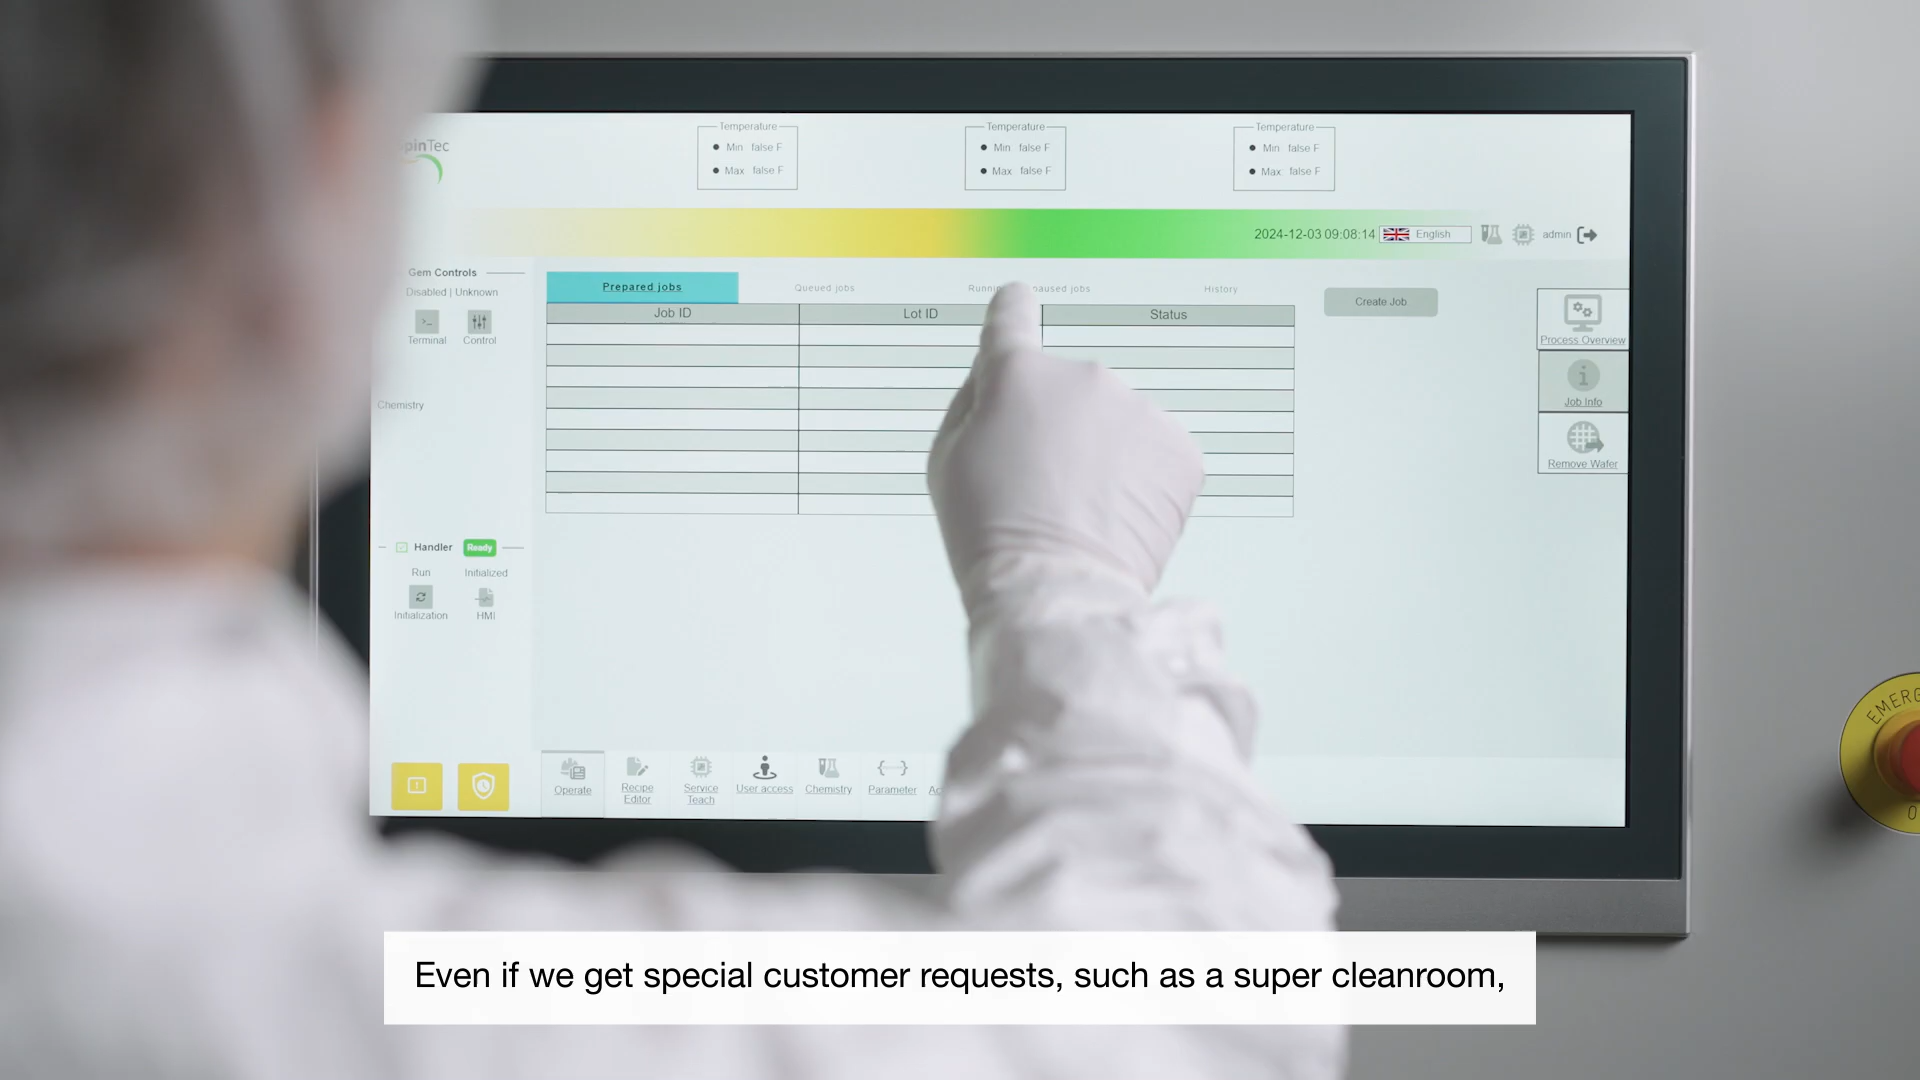 pinTec
Temperature
Min false F
Max false F
Temperature
Min false F
Max false F
Temperature
Min false F
Max false F
2024-12-03 09:08:14
English
admin
Gem Controls
Disabled | Unknown
Terminal
Control
Chemistry
Prepared jobs
Queued jobs
History
Create Job
Job ID
Lot ID
Status
Process Overview
Job Info
Remove Wafer
Handler
Ready
Run
Initialized
Initialization
HMI
Operate
Recipe
Editor
Service
Teach
User access
Chemistry
Parameter
EMERG
Even if we get special customer requests, such as a super cleanroom,